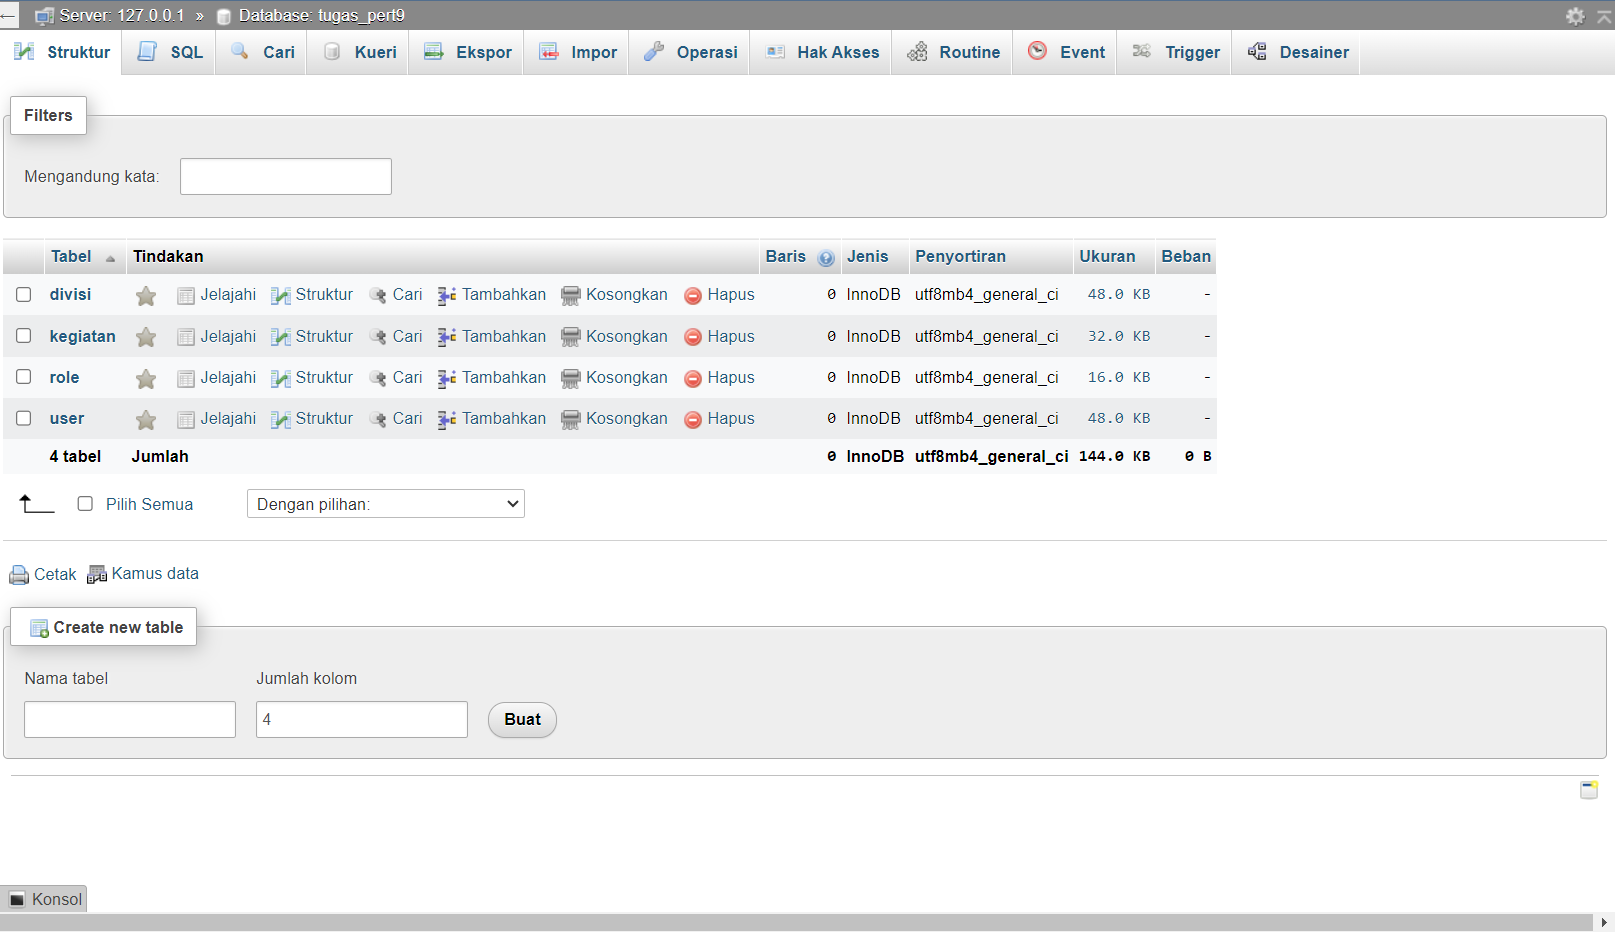 Server: 127.0.0.1 » Database: tugas_pert9
Struktur SQL Cari Kueri Ekspor Impor Operasi Hak Akses Routine Event Trigger Desainer
Filters
Mengandung kata:
Tabel Tindakan Baris Jenis Penyortiran Ukuran Beban
divisi Jelajahi Struktur Cari Tambahkan Kosongkan Hapus 0 InnoDB utf8mb4_general_ci 48.0 KB -
kegiatan Jelajahi Struktur Cari Tambahkan Kosongkan Hapus 0 InnoDB utf8mb4_general_ci 32.0 KB -
role Jelajahi Struktur Cari Tambahkan Kosongkan Hapus 0 InnoDB utf8mb4_general_ci 16.0 KB -
user Jelajahi Struktur Cari Tambahkan Kosongkan Hapus 0 InnoDB utf8mb4_general_ci 48.0 KB -
4 tabel Jumlah 0 InnoDB utf8mb4_general_ci 144.0 KB 0 B
Pilih Semua Dengan pilihan:
Cetak Kamus data
Create new table
Nama tabel Jumlah kolom
4 Buat
Konsol